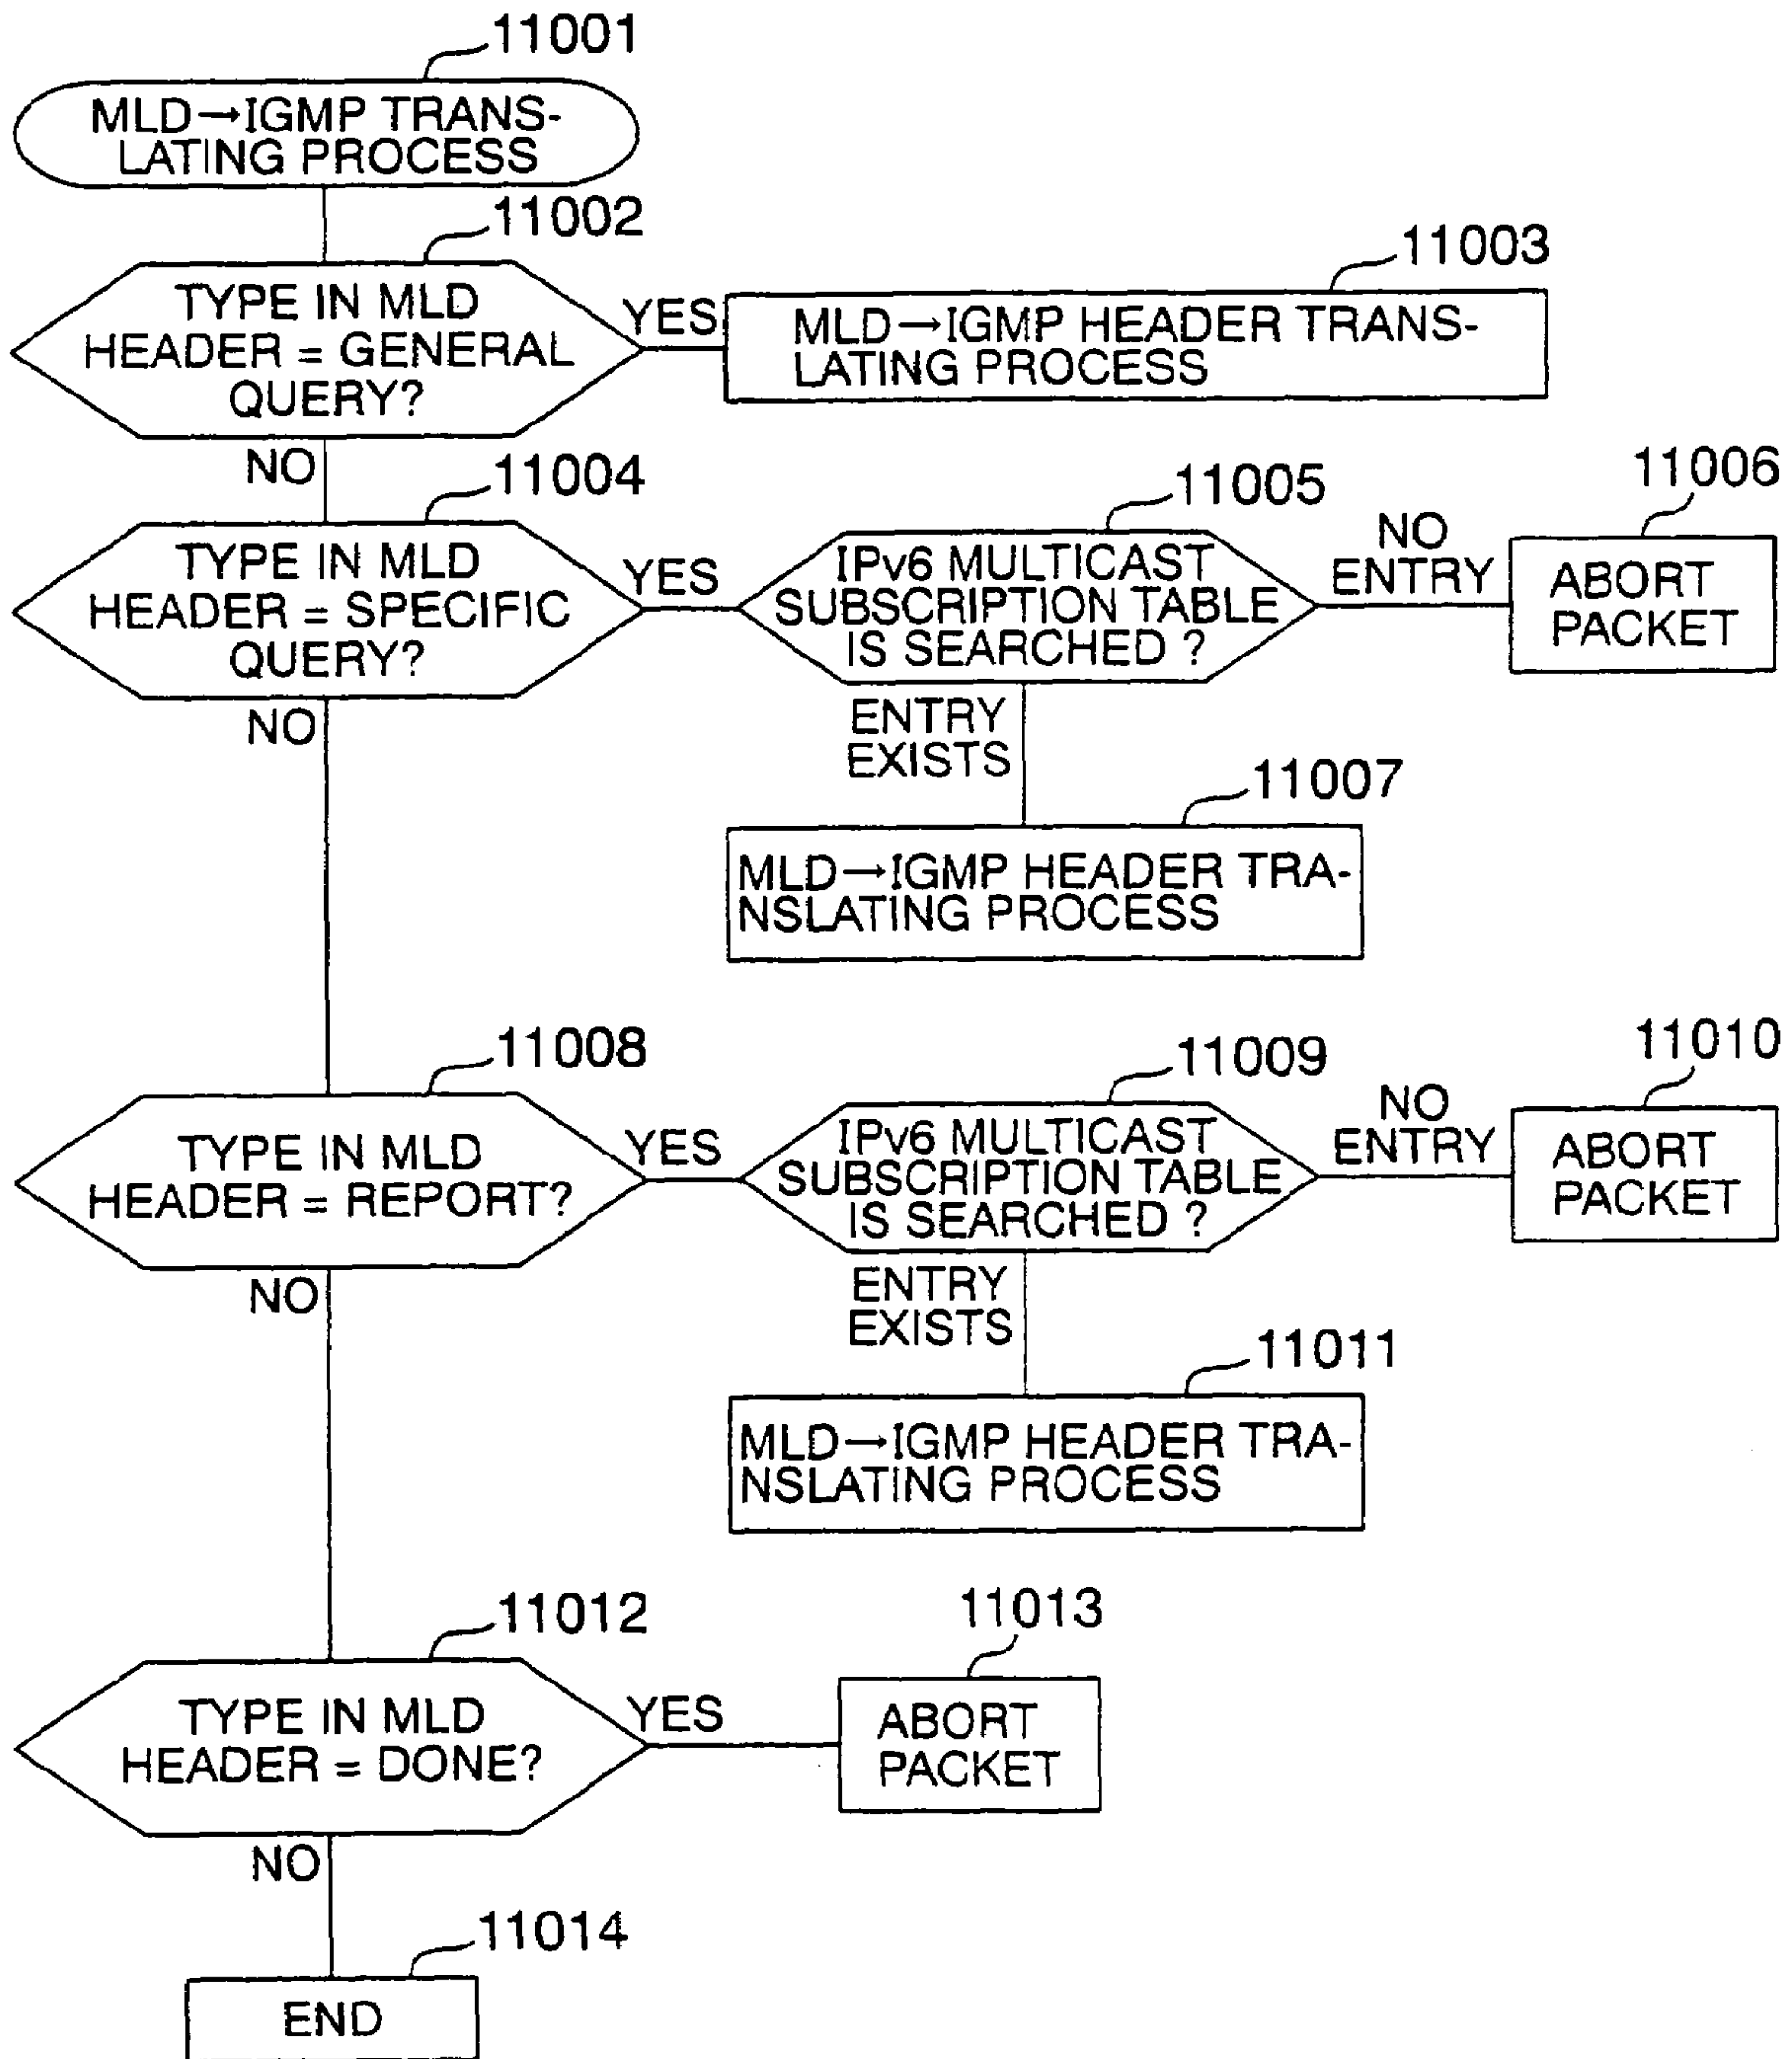 11001
MLD→IGMP TRANS-
LATING PROCESS
11002
TYPE IN MLD
HEADER = GENERAL
QUERY?
YES
11003
MLD→IGMP HEADER TRANS-
LATING PROCESS
NO
11004
TYPE IN MLD
HEADER = SPECIFIC
QUERY?
YES
11005
IPv6 MULTICAST
SUBSCRIPTION TABLE
IS SEARCHED ?
NO
ENTRY
11006
ABORT
PACKET
ENTRY
EXISTS
11007
MLD→IGMP HEADER TRA-
NSLATING PROCESS
NO
11008
TYPE IN MLD
HEADER = REPORT?
YES
11009
IPv6 MULTICAST
SUBSCRIPTION TABLE
IS SEARCHED ?
NO
ENTRY
11010
ABORT
PACKET
ENTRY
EXISTS
11011
MLD→IGMP HEADER TRA-
NSLATING PROCESS
NO
11012
TYPE IN MLD
HEADER = DONE?
YES
11013
ABORT
PACKET
NO
11014
END